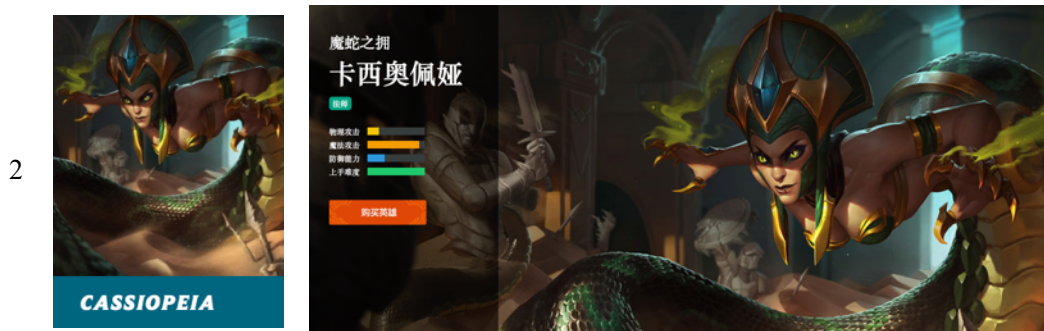 2
CASSIOPEIA
魔蛇之拥
卡西奥佩娅
法师
物理攻击
魔法攻击
防御能力
上手难度
购买英雄